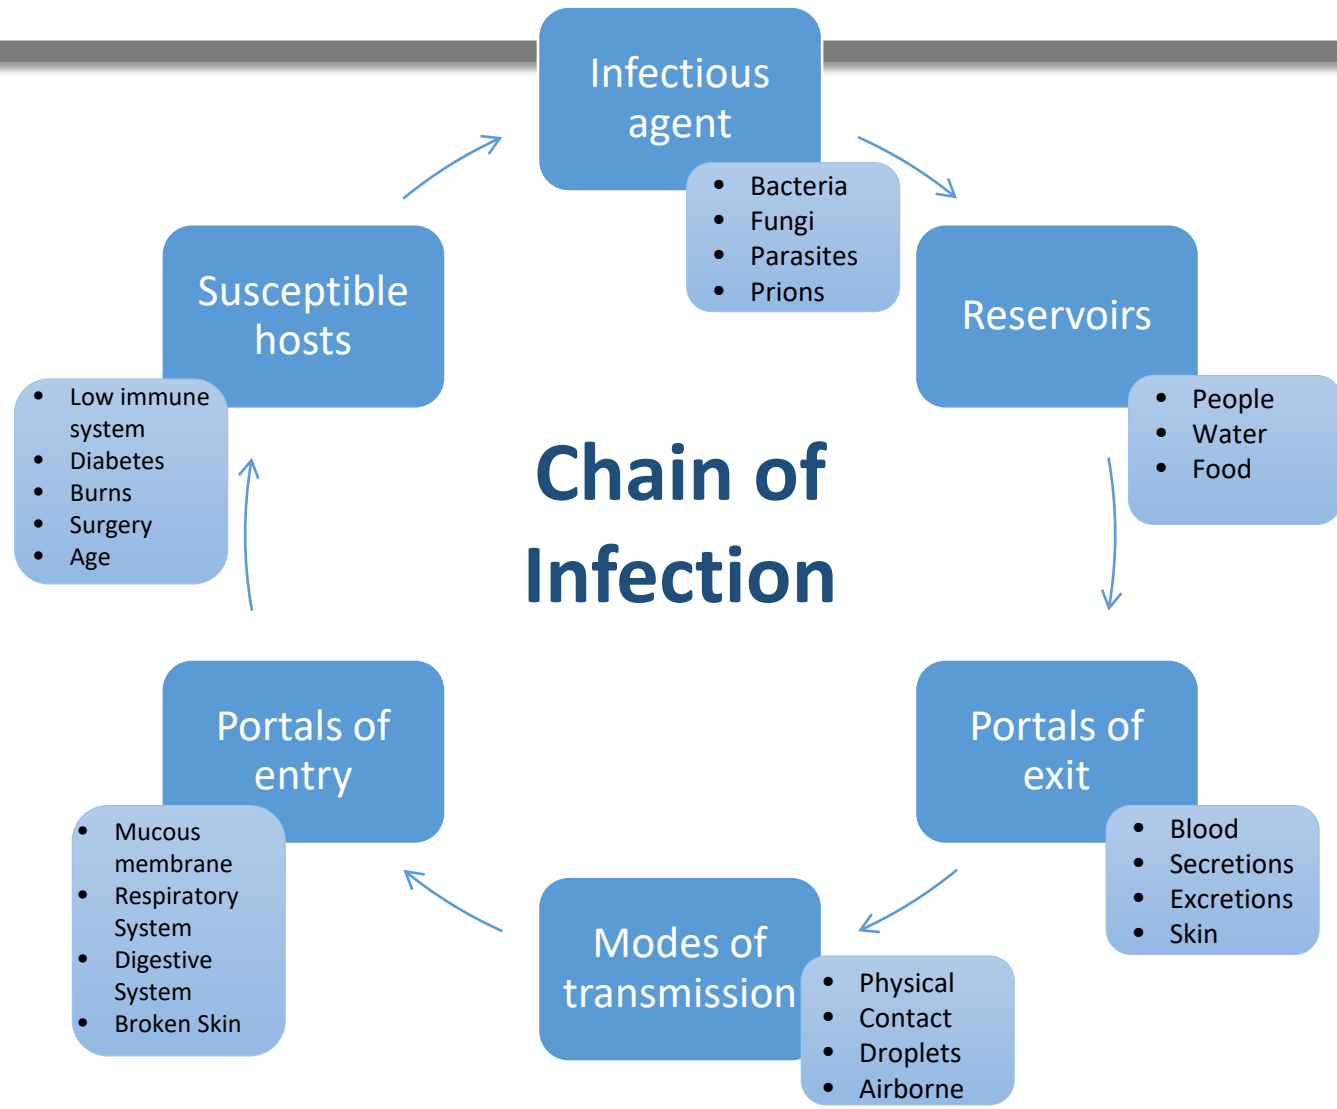 Infectious
agent
• Bacteria
• Fungi
• Parasites
• Prions
Reservoirs
• People
• Water
• Food
Portals of
exit
• Blood
• Secretions
• Excretions
• Skin
Modes of
transmission
• Physical
• Contact
• Droplets
• Airborne
Portals of
entry
• Mucous
membrane
• Respiratory
System
• Digestive
System
• Broken Skin
Susceptible
hosts
• Low immune
system
• Diabetes
• Burns
• Surgery
• Age
Chain of
Infection